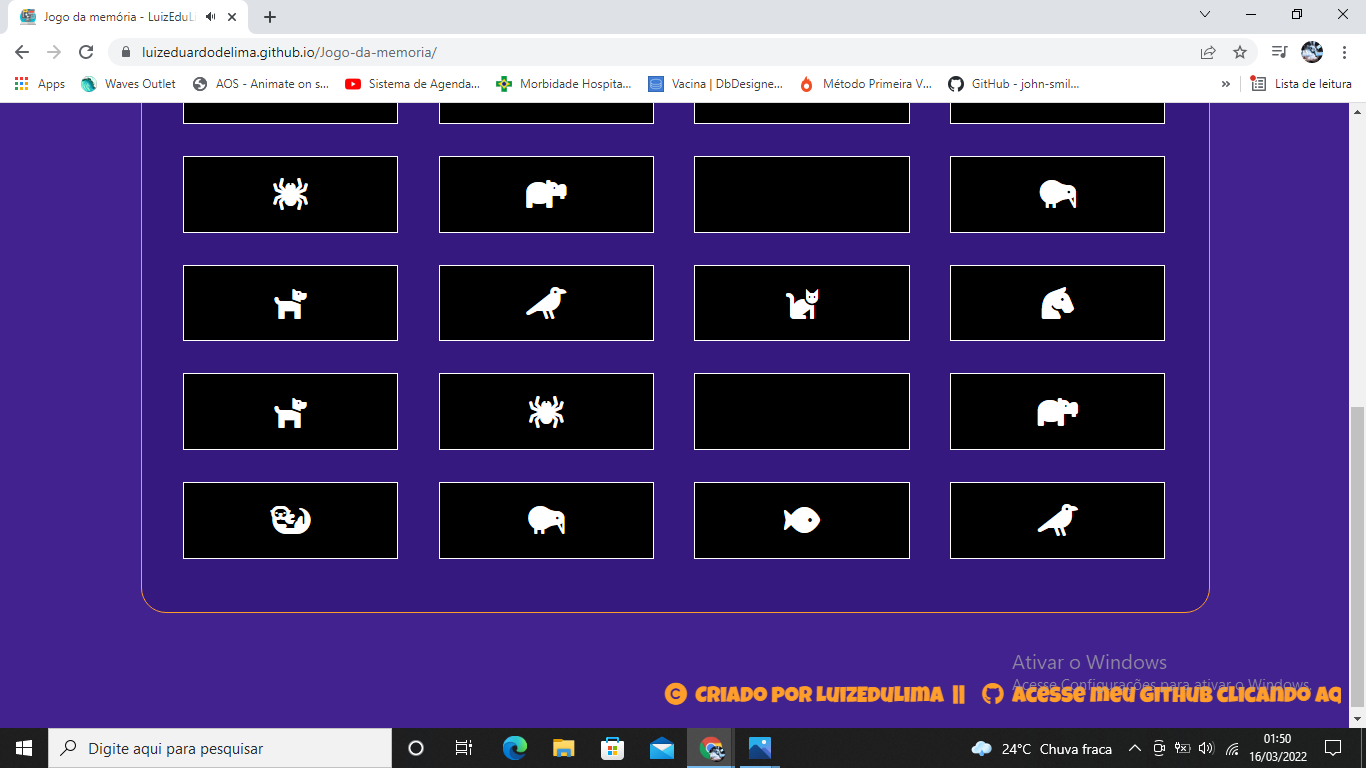 Jogo da memória - LuizEduLi
luizeduardodelima.github.io/Jogo-da-memoria/
Apps
Waves Outlet
AOS - Animate on s...
Sistema de Agenda...
Morbidade Hospita...
Vacina | DbDesigne...
Método Primeira V...
GitHub - john-smil...
»
Lista de leitura
Ativar o Windows
Acesse Configurações para ativar o Windows.
© CRIADO POR LUIZEDULIMA || ACESSE MEU GITHUB CLICANDO AQ
Digite aqui para pesquisar
24°C Chuva fraca
01:50
16/03/2022